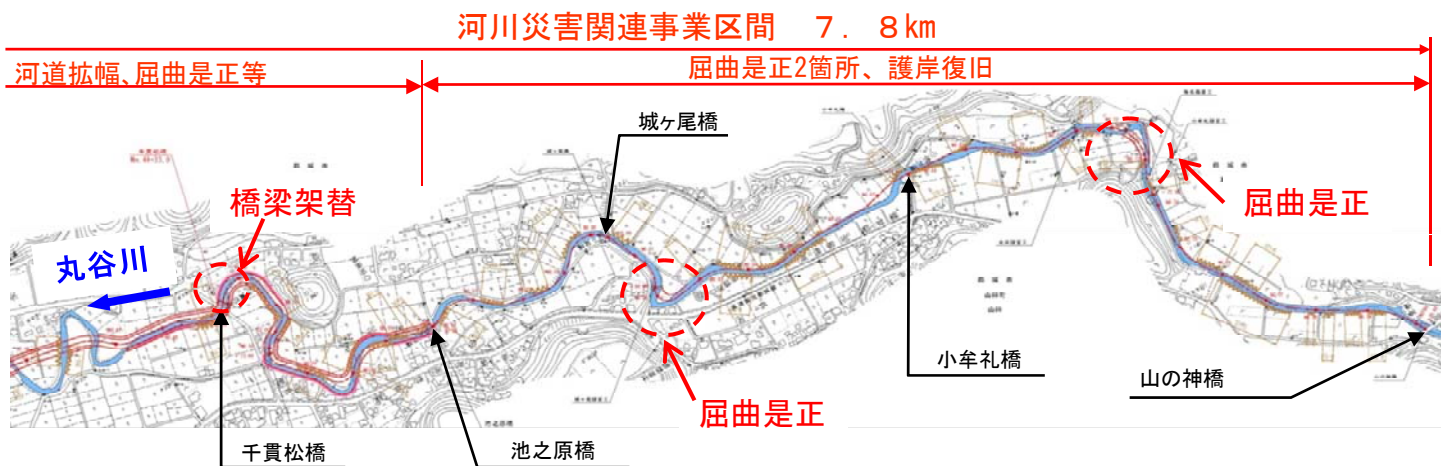 河川災害関連事業区間 7.8km
河道拡幅、屈曲是正等
屈曲是正2箇所、護岸復旧
城ヶ尾橋
橋梁架替
屈曲是正
丸谷川
小牟礼橋
山の神橋
屈曲是正
千貫松橋
池之原橋